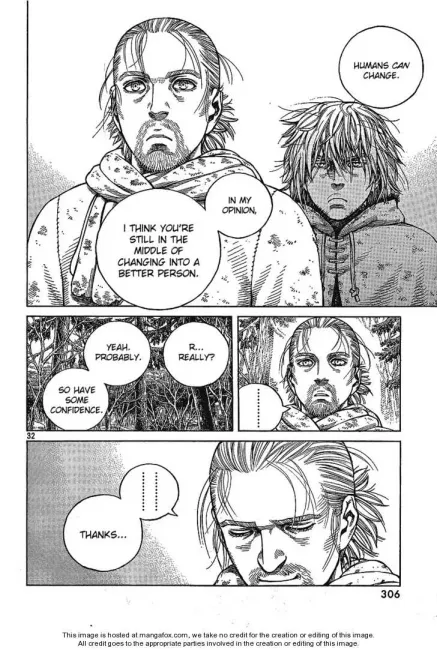 HUMANS CAN
CHANGE.
IN MY
OPINION,
I THINK YOU'RE
STILL IN THE
MIDDLE OF
CHANGING INTO A
BETTER PERSON.
......
R...
REALLY?
YEAH.
PROBABLY.
SO HAVE
SOME
CONFIDENCE.
32
......
THANKS...
306
This image is hosted at mangafox.com, we take no credit for the creation or editing of this image.
All credit goes to the appropriate parties involved in the creation or editing of this image.